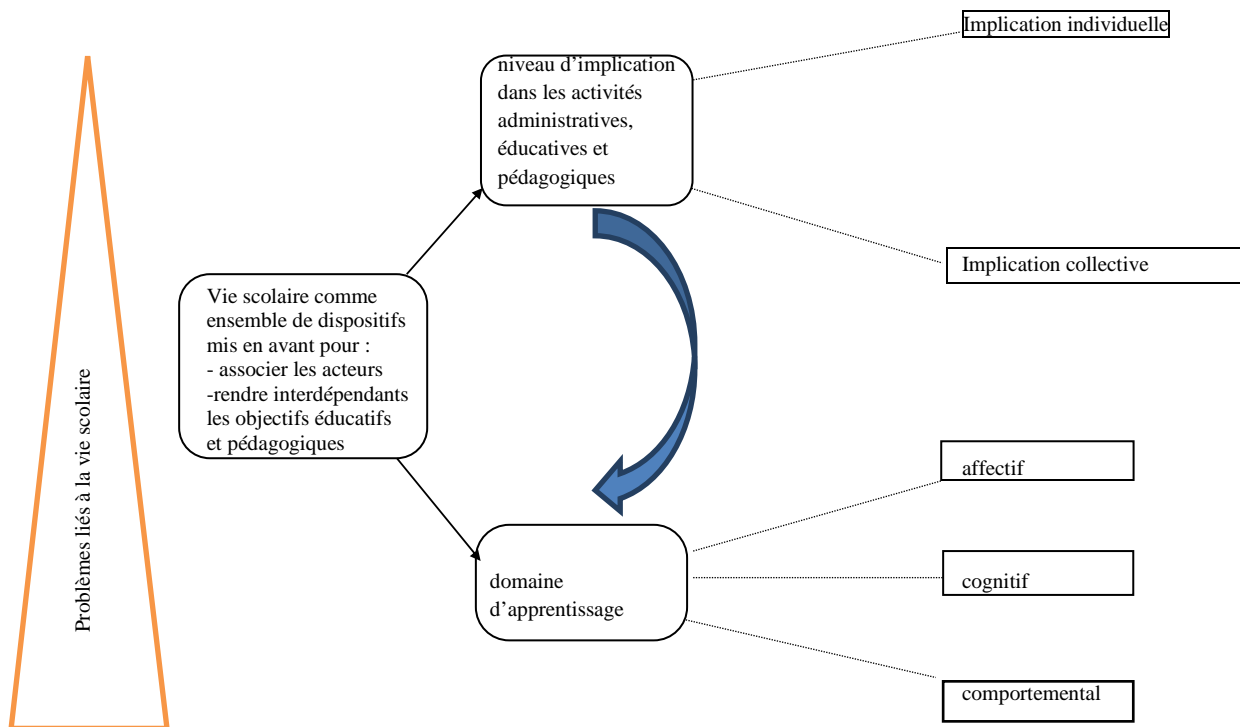 Implication individuelle
niveau d’implication
dans les activités
administratives,
éducatives et
pédagogiques
Implication collective
Vie scolaire comme
ensemble de dispositifs
mis en avant pour :
- associer les acteurs
-rendre interdépendants
les objectifs éducatifs
et pédagogiques
Problèmes liés à la vie scolaire
affectif
domaine
d’apprentissage
cognitif
comportemental